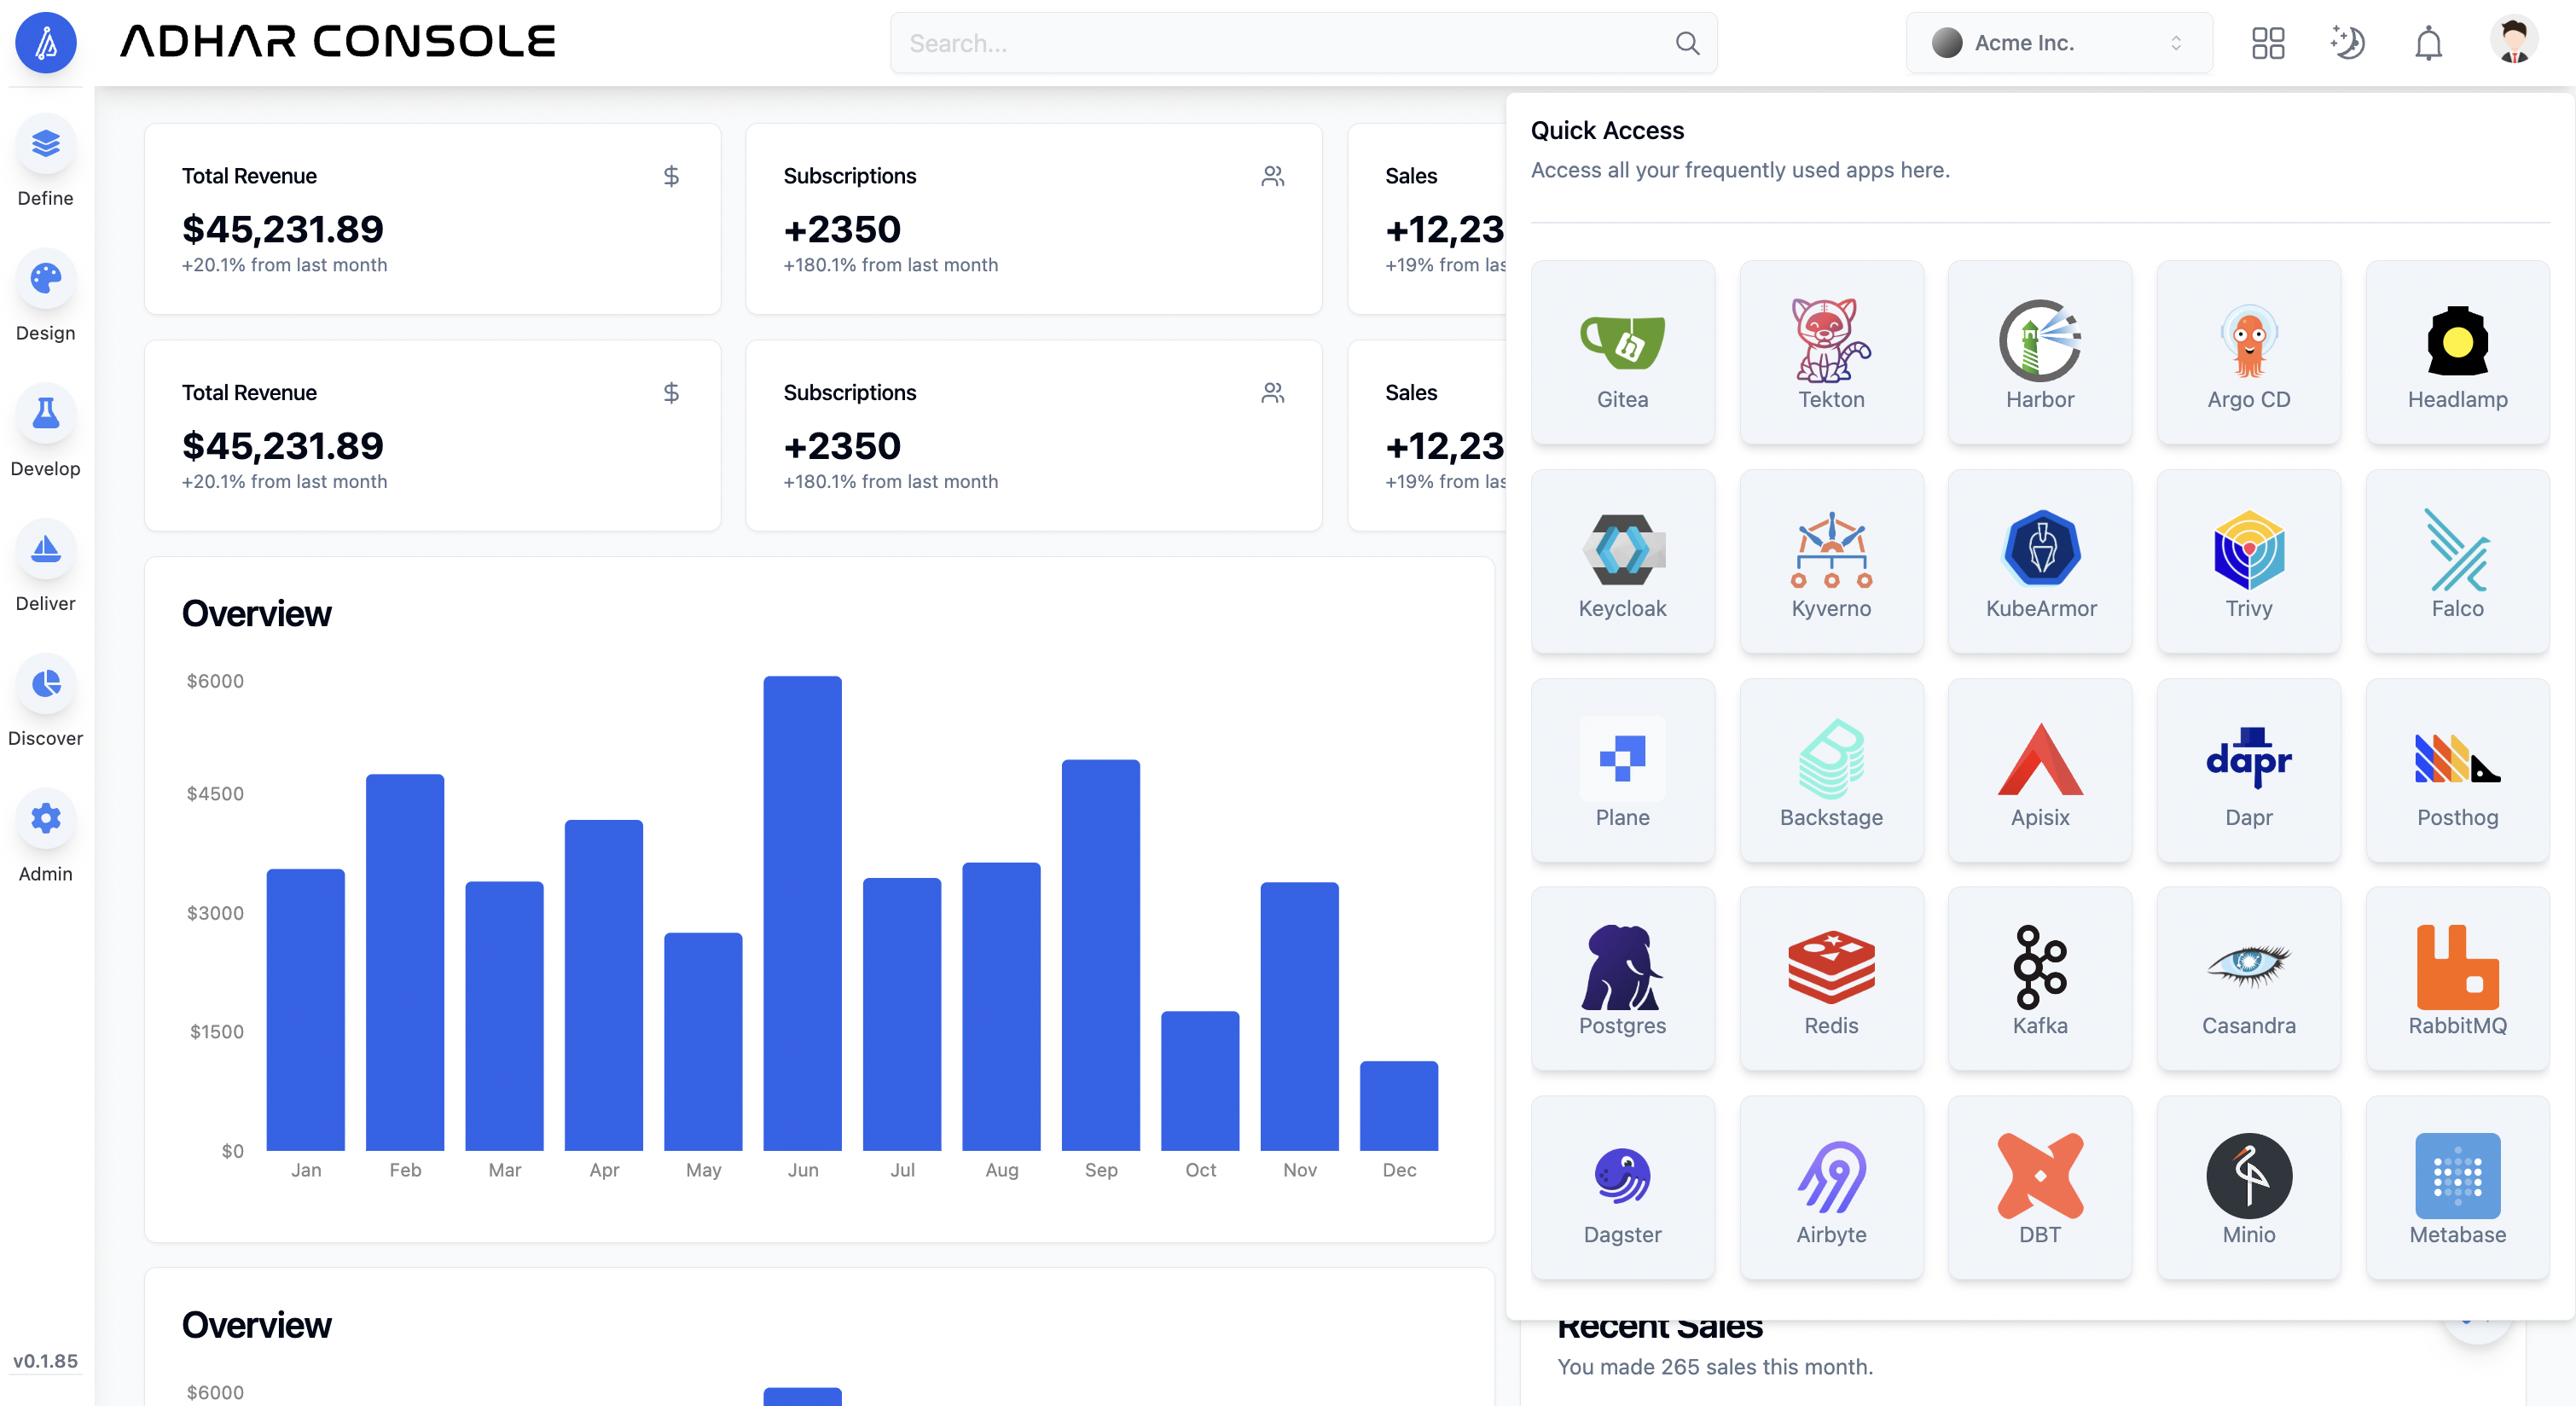 ADHAR CONSOLE
Search...
Acme Inc.
Define
Design
Develop
Deliver
Discover
Admin
v0.1.85
Total Revenue
$45,231.89
+20.1% from last month
Subscriptions
+2350
+180.1% from last month
Sales
+12,23
+19% from las
Total Revenue
$45,231.89
+20.1% from last month
Subscriptions
+2350
+180.1% from last month
Sales
+12,23
+19% from las
Overview
$6000
$4500
$3000
$1500
$0
Jan Feb Mar Apr May Jun Jul Aug Sep Oct Nov Dec
Overview
$6000
Quick Access
Access all your frequently used apps here.
Gitea Tekton Harbor Argo CD Headlamp
Keycloak Kyverno KubeArmor Trivy Falco
dapr
Plane Backstage Apisix Dapr Posthog
Postgres Redis Kafka Casandra RabbitMQ
Dagster Airbyte DBT Minio Metabase
Recent Sales
You made 265 sales this month.